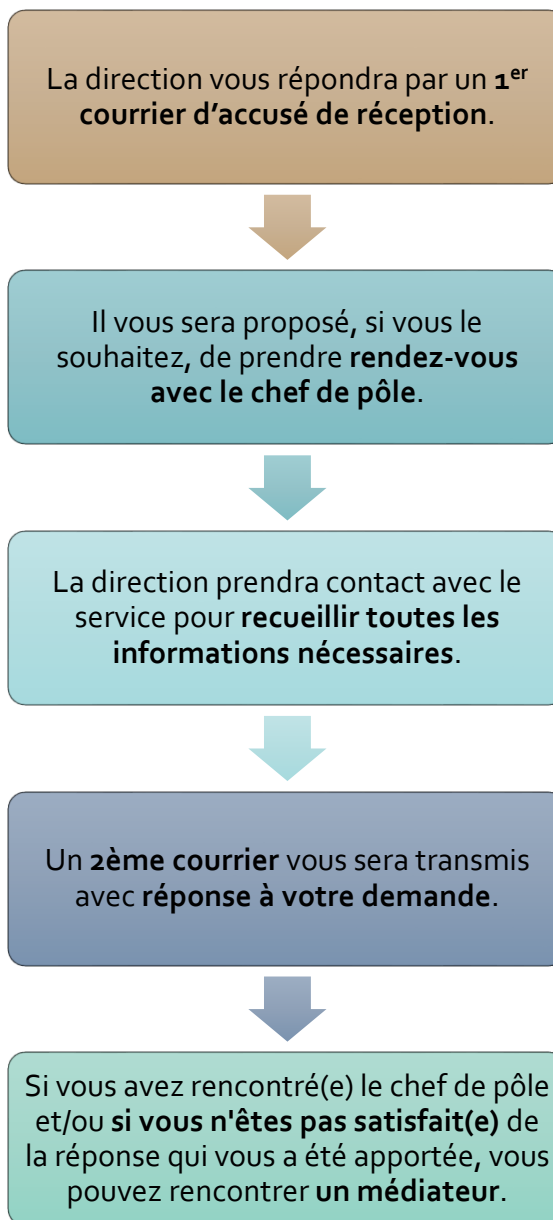 La direction vous répondra par un 1er
courrier d'accusé de réception.
Il vous sera proposé, si vous le
souhaitez, de prendre rendez-vous
avec le chef de pôle.
La direction prendra contact avec le
service pour recueillir toutes les
informations nécessaires.
Un 2ème courrier vous sera transmis
avec réponse à votre demande.
Si vous avez rencontré(e) le chef de pôle
et/ou si vous n'êtes pas satisfait(e) de
la réponse qui vous a été apportée, vous
pouvez rencontrer un médiateur.